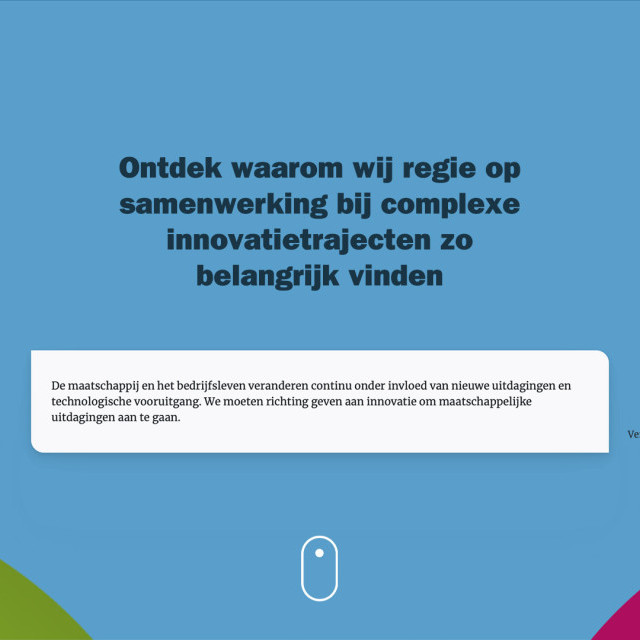 Ontdek waarom wij regie op
samenwerking bij complexe
innovatietrajecten zo
belangrijk vinden
De maatschappij en het bedrijfsleven veranderen continu onder invloed van nieuwe uitdagingen en
technologische vooruitgang. We moeten richting geven aan innovatie om maatschappelijke
uitdagingen aan te gaan.